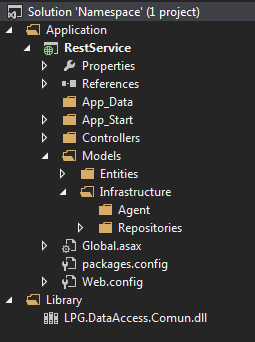 Solution 'Namespace' (1 project)
Application
RestService
Properties
References
App_Data
App_Start
Controllers
Models
Entities
Infrastructure
Agent
Repositories
Global.asax
packages.config
Web.config
Library
LPG.DataAccess.Comun.dll